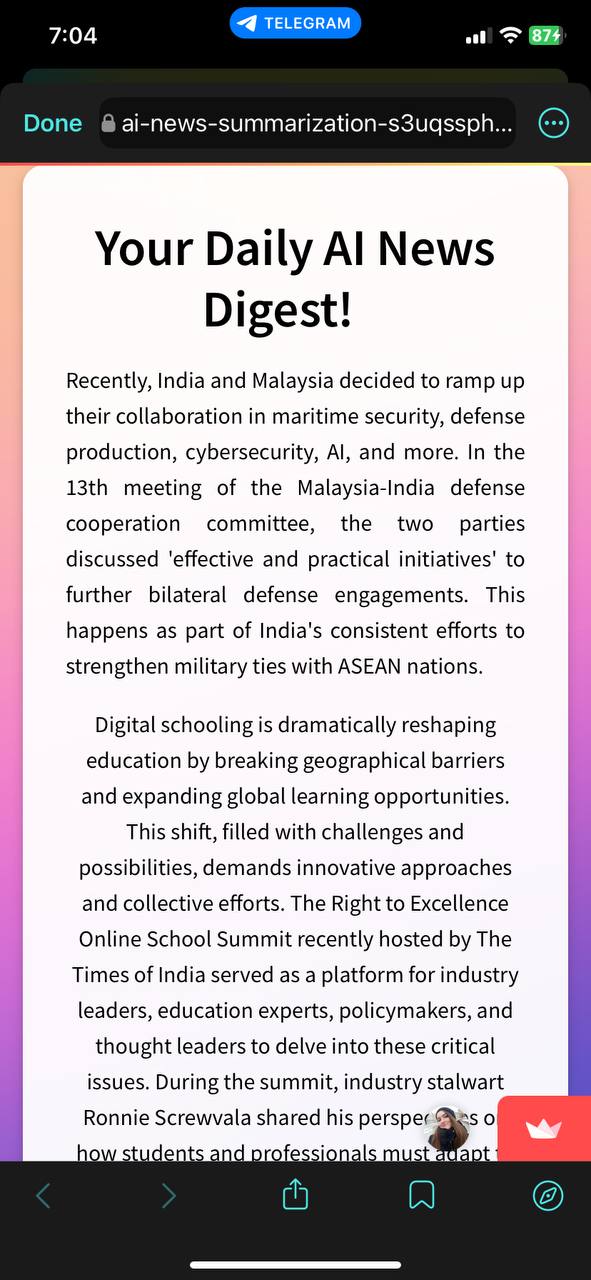 7:04
TELEGRAM
87
Done
ai-news-summarization-s3uqssph...
Your Daily AI News
Digest!
Recently, India and Malaysia decided to ramp up
their collaboration in maritime security, defense
production, cybersecurity, AI, and more. In the
13th meeting of the Malaysia-India defense
cooperation committee, the two parties
discussed 'effective and practical initiatives' to
further bilateral defense engagements. This
happens as part of India's consistent efforts to
strengthen military ties with ASEAN nations.
Digital schooling is dramatically reshaping
education by breaking geographical barriers
and expanding global learning opportunities.
This shift, filled with challenges and
possibilities, demands innovative approaches
and collective efforts. The Right to Excellence
Online School Summit recently hosted by The
Times of India served as a platform for industry
leaders, education experts, policymakers, and
thought leaders to delve into these critical
issues. During the summit, industry stalwart
Ronnie Screwvala shared his
how students and professionals must adapt